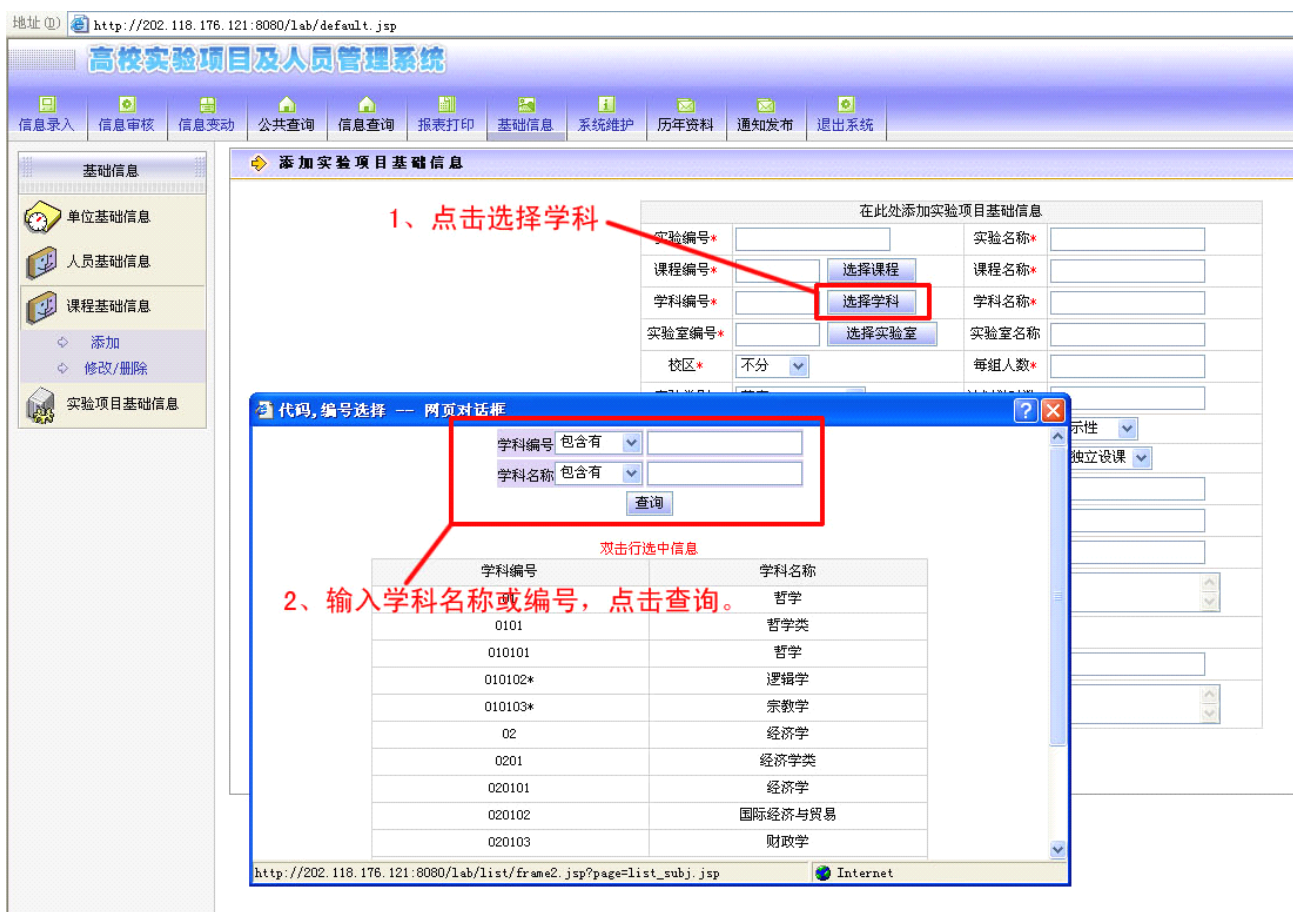 地址(D) http://202.118.176.121:8080/lab/default.jsp
高校实验项目及人员管理系统
信息录入 信息审核 信息变动 公共查询 信息查询 报表打印 基础信息 系统维护 历年资料 通知发布 退出系统
基础信息
单位基础信息
人员基础信息
课程基础信息
添加
修改/删除
实验项目基础信息
添加实验项目基础信息
1、点击选择学科
在此处添加实验项目基础信息
实验编号* 实验名称*
课程编号* 选择课程 课程名称*
学科编号* 选择学科 学科名称*
实验室编号* 选择实验室 实验室名称
校区* 不分 每组人数*
示性
独立设课
代码,编号选择 -- 网页对话框
学科编号 包含有
学科名称 包含有
查询
双击行选中信息
学科编号 学科名称
2、输入学科名称或编号，点击查询。
哲学
0101 哲学类
010101 哲学
010102* 逻辑学
010103* 宗教学
02 经济学
0201 经济学类
020101 经济学
020102 国际经济与贸易
020103 财政学
http://202.118.176.121:8080/lab/list/frame2.jsp?page=list_subj.jsp Internet